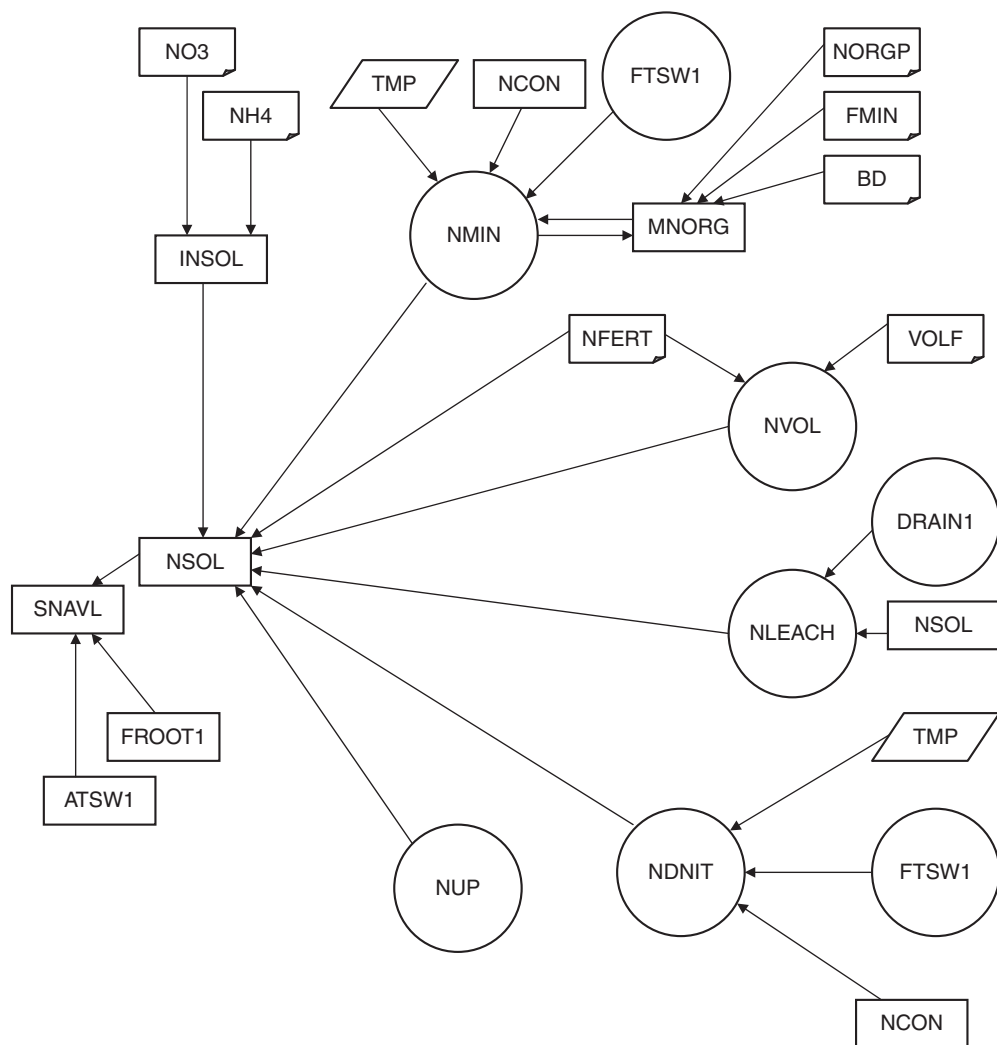 NO3
NH4
TMP
NCON
FTSW1
NORGP
FMIN
BD
NMIN
MNORG
INSOL
NFERT
VOLF
NVOL
DRAIN1
NSOL
SNAVL
NLEACH
NSOL
FROOT1
ATSW1
TMP
NUP
NDNIT
FTSW1
NCON